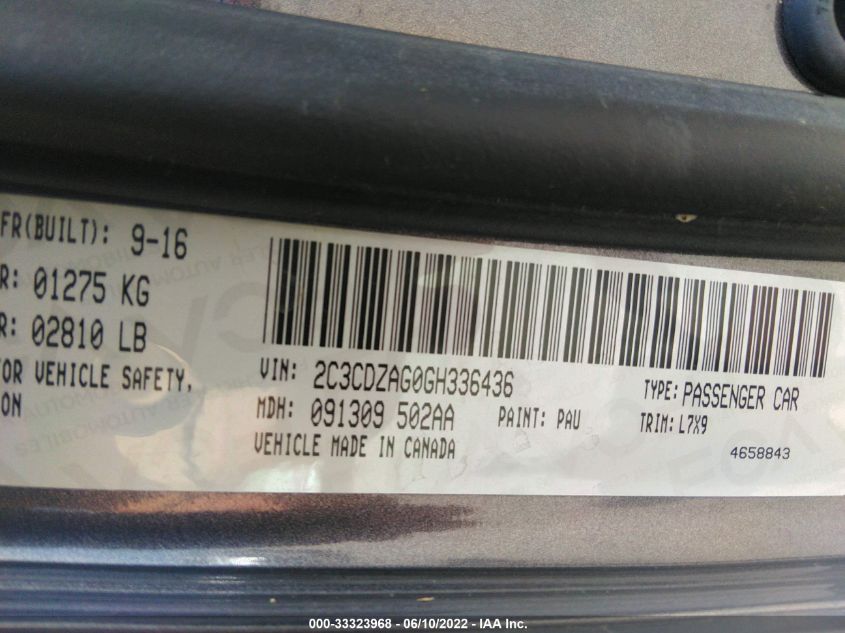 FR(BUILT): 9-16
R: 01275 KG
R: 02810 LB
OR VEHICLE SAFETY,
ON
VIN: 2C3CDZAG0GH336436
TYPE: PASSENGER CAR
MDH: 091309 502AA PAINT: PAU
TRIM: L7X9
VEHICLE MADE IN CANADA
4658843
000-33323968 - 06/10/2022 - IAA Inc.